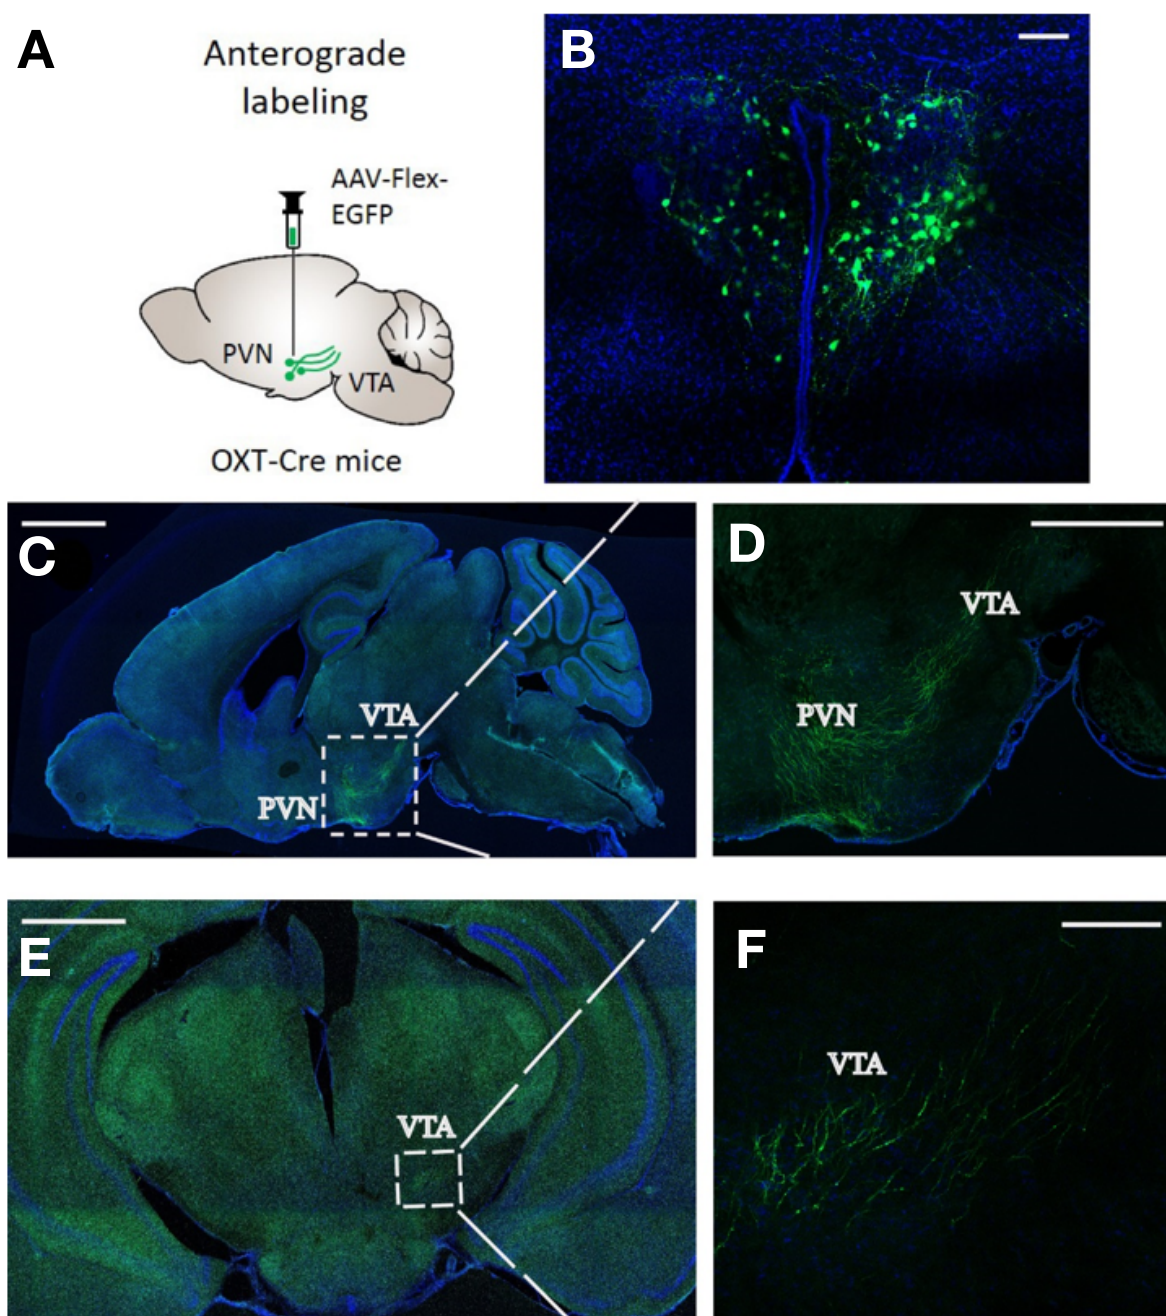 A
Anterograde
labeling
AAV-Flex-
EGFP
PVN
VTA
OXT-Cre mice
B
C
VTA
PVN
D
VTA
PVN
E
VTA
F
VTA